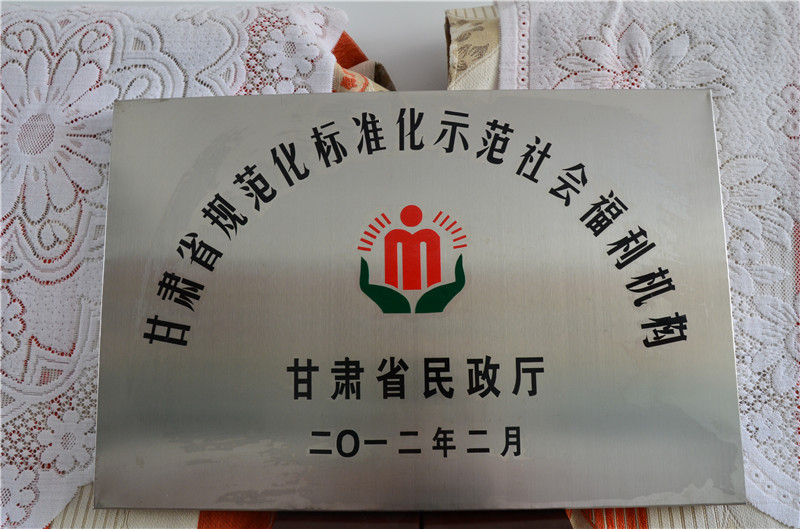 甘肃省规范化标准化示范社会福利机构
甘肃省民政厅
二〇一二年二月